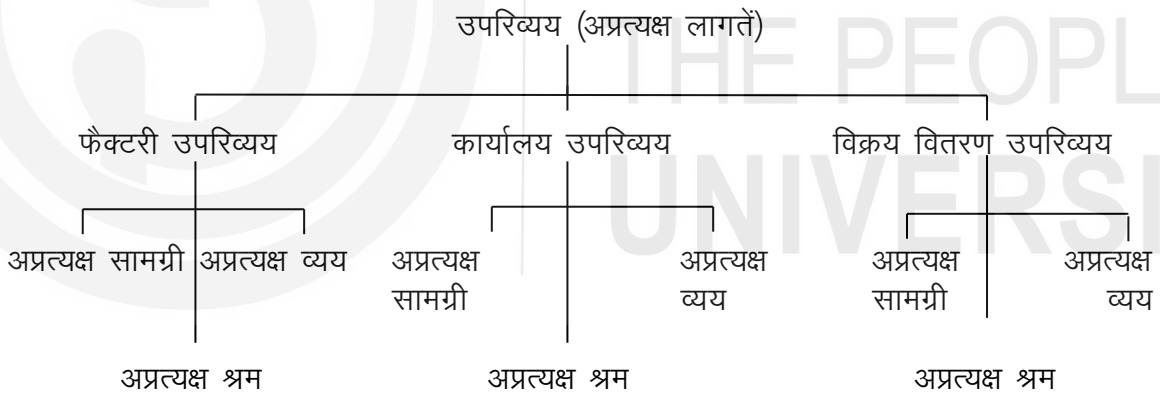 उपरिव्यय (अप्रत्यक्ष लागतें)
THE PEOPL
फैक्टरी उपरिव्यय कार्यालय उपरिव्यय विक्रय वितरण उपरिव्यय
UNIVERSI
अप्रत्यक्ष सामग्री अप्रत्यक्ष व्यय अप्रत्यक्ष अप्रत्यक्ष अप्रत्यक्ष अप्रत्यक्ष
सामग्री व्यय सामग्री व्यय
अप्रत्यक्ष श्रम अप्रत्यक्ष श्रम अप्रत्यक्ष श्रम